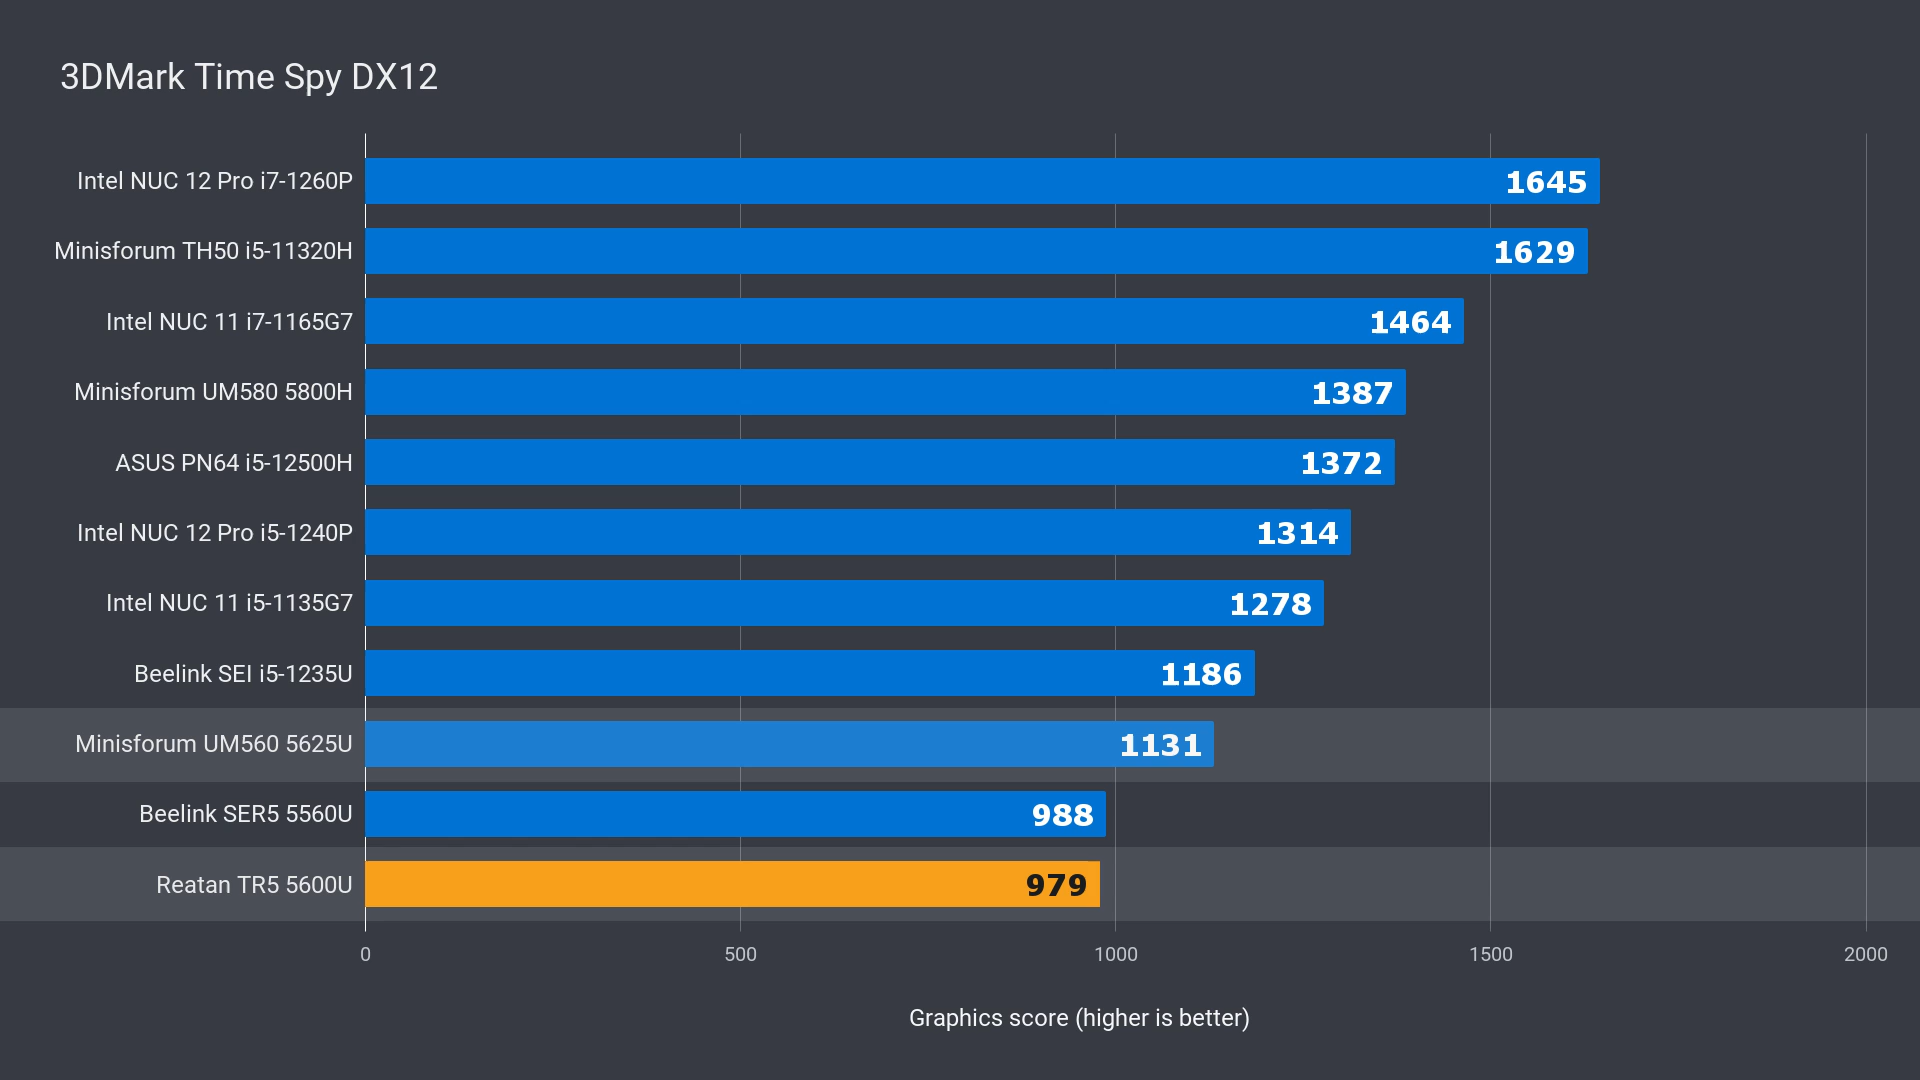 3DMark Time Spy DX12
Intel NUC 12 Pro i7-1260P 1645
Minisforum TH50 i5-11320H 1629
Intel NUC 11 i7-1165G7 1464
Minisforum UM580 5800H 1387
ASUS PN64 i5-12500H 1372
Intel NUC 12 Pro i5-1240P 1314
Intel NUC 11 i5-1135G7 1278
Beelink SEI i5-1235U 1186
Minisforum UM560 5625U 1131
Beelink SER5 5560U 988
Reatan TR5 5600U 979
0 500 1000 1500 2000
Graphics score (higher is better)